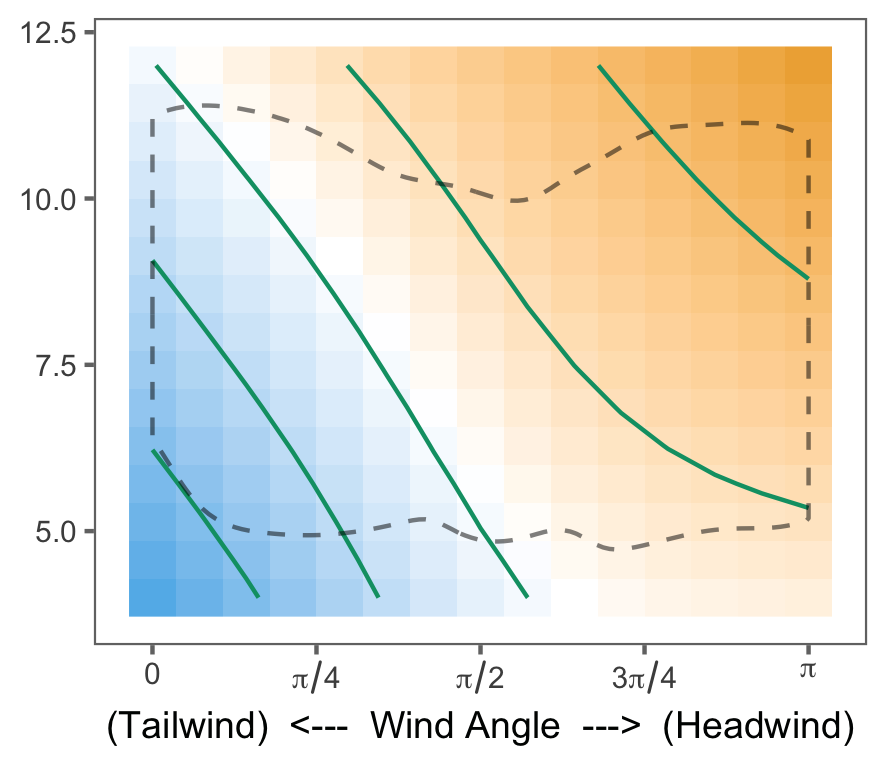 12.5
10.0
7.5
5.0
0 π/4 π/2 3π/4 π
(Tailwind) <--- Wind Angle ---> (Headwind)